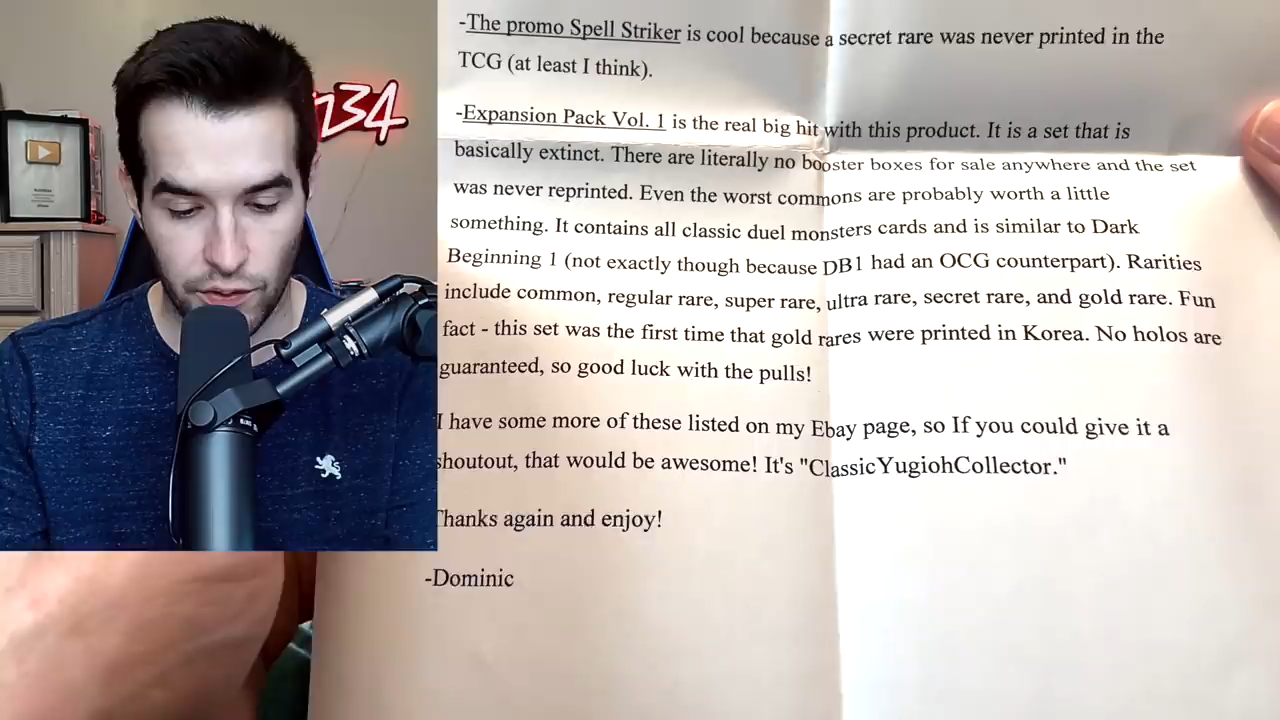 -The promo Spell Striker is cool because a secret rare was never printed in the
TCG (at least I think).
-Expansion Pack Vol. 1 is the real big hit with this product. It is a set that is
basically extinct. There are literally no booster boxes for sale anywhere and the set
was never reprinted. Even the worst commons are probably worth a little
something. It contains all classic duel monsters cards and is similar to Dark
Beginning 1 (not exactly though because DB1 had an OCG counterpart). Rarities
include common, regular rare, super rare, ultra rare, secret rare, and gold rare. Fun
fact - this set was the first time that gold rares were printed in Korea. No holos are
guaranteed, so good luck with the pulls!
I have some more of these listed on my Ebay page, so If you could give it a
shoutout, that would be awesome! It's "ClassicYugiohCollector."
Thanks again and enjoy!
-Dominic
34